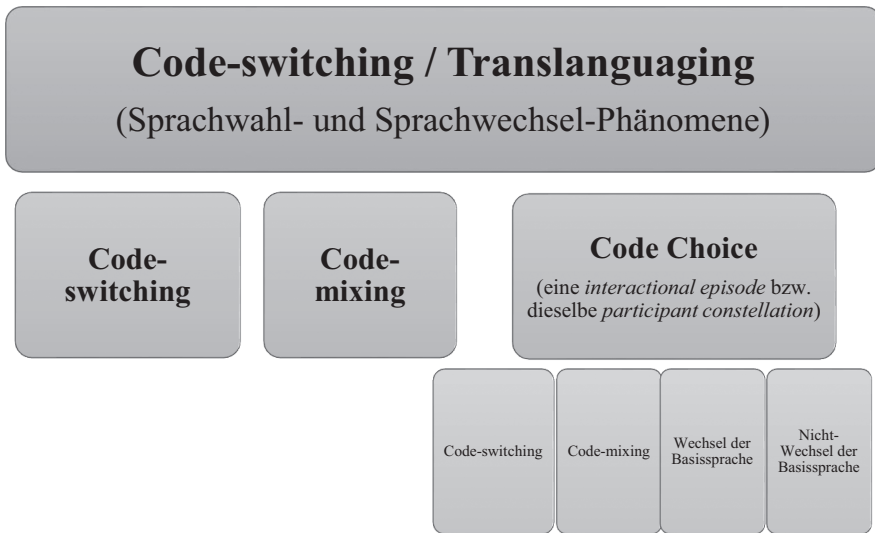 Code-switching / Translanguaging
(Sprachwahl- und Sprachwechsel-Phänomene)
Code-
switching
Code-
mixing
Code Choice
(eine interactional episode bzw.
dieselbe participant constellation)
Code-switching
Code-mixing
Wechsel der
Basissprache
Nicht-
Wechsel der
Basissprache